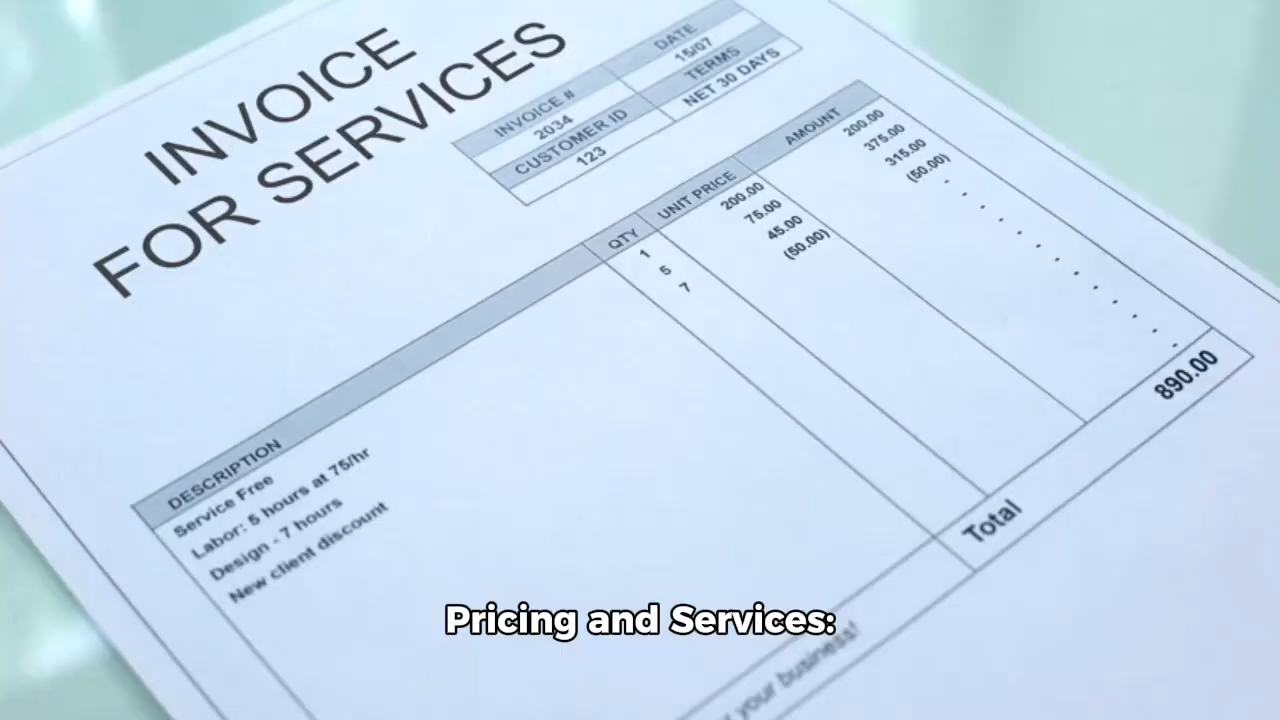 INVOICE
FOR SERVICES
INVOICE #
DATE
2034
15/07
CUSTOMER ID
TERMS
123
NET 30 DAYS
DESCRIPTION QTY UNIT PRICE AMOUNT
Service Free 1 200.00 200.00
Labor: 5 hours at 75/hr 5 75.00 375.00
Design - 7 hours 7 45.00 315.00
New client discount (50.00) (50.00)
Total 890.00
your business!
Pricing and Services: